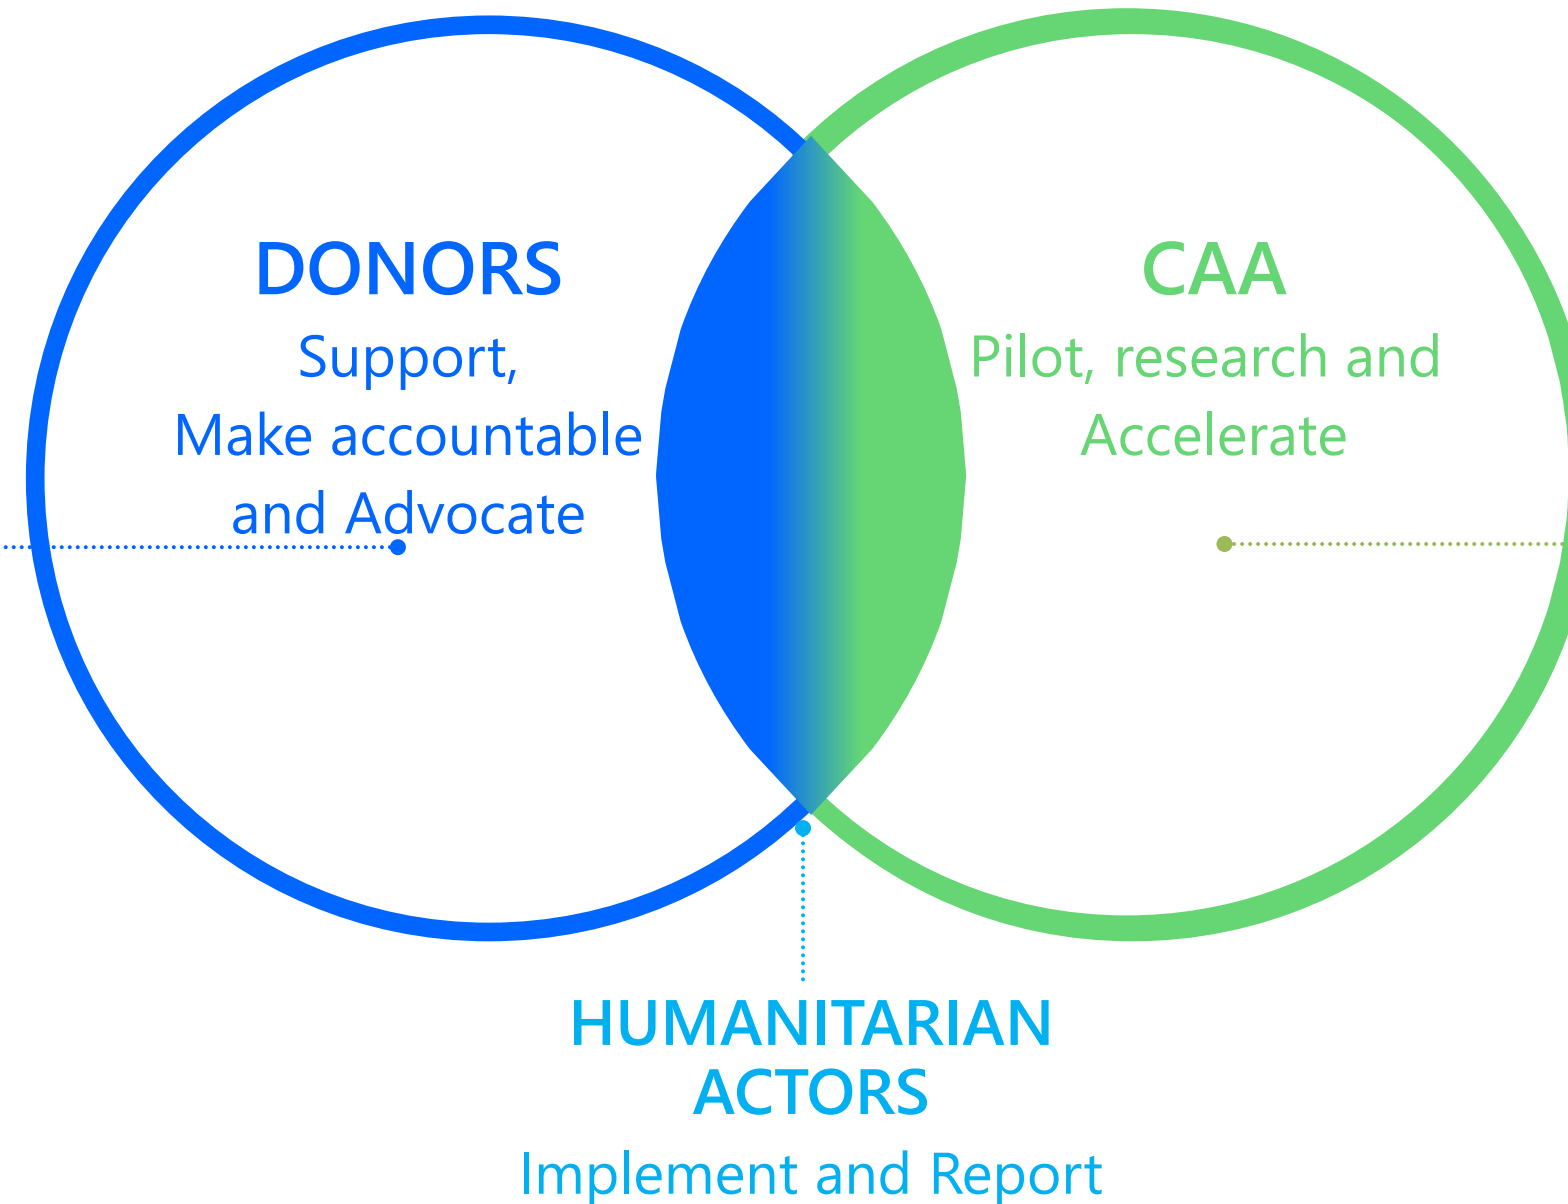 DONORS
Support,
Make accountable
and Advocate
CAA
Pilot, research and
Accelerate
HUMANITARIAN
ACTORS
Implement and Report